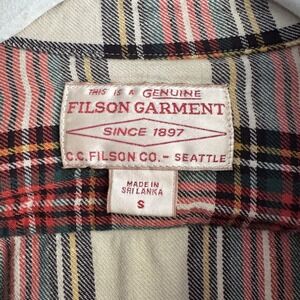 THIS IS A GENUINE
FILSON GARMENT
SINCE 1897
C.C. FILSON CO. - SEATTLE
MADE IN
SRI LANKA
S